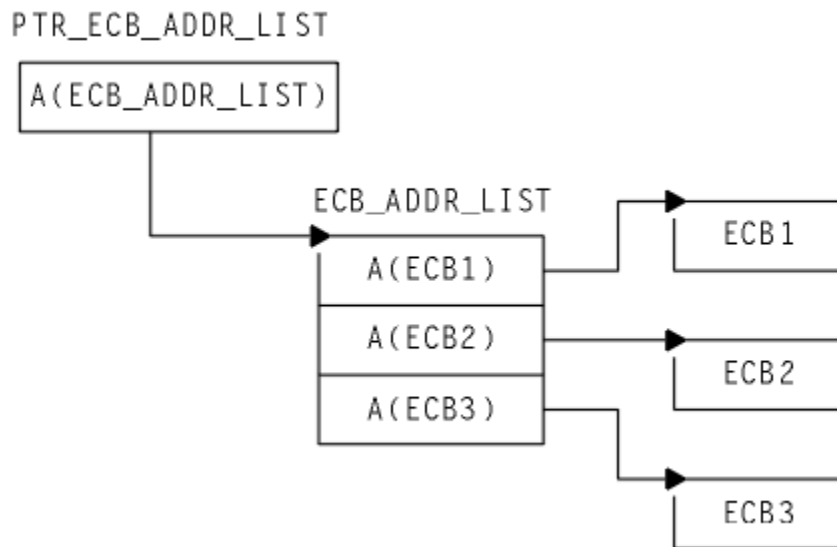 PTR_ECB_ADDR_LIST
A(ECB_ADDR_LIST)
ECB_ADDR_LIST
A(ECB1)
A(ECB2)
A(ECB3)
ECB1
ECB2
ECB3